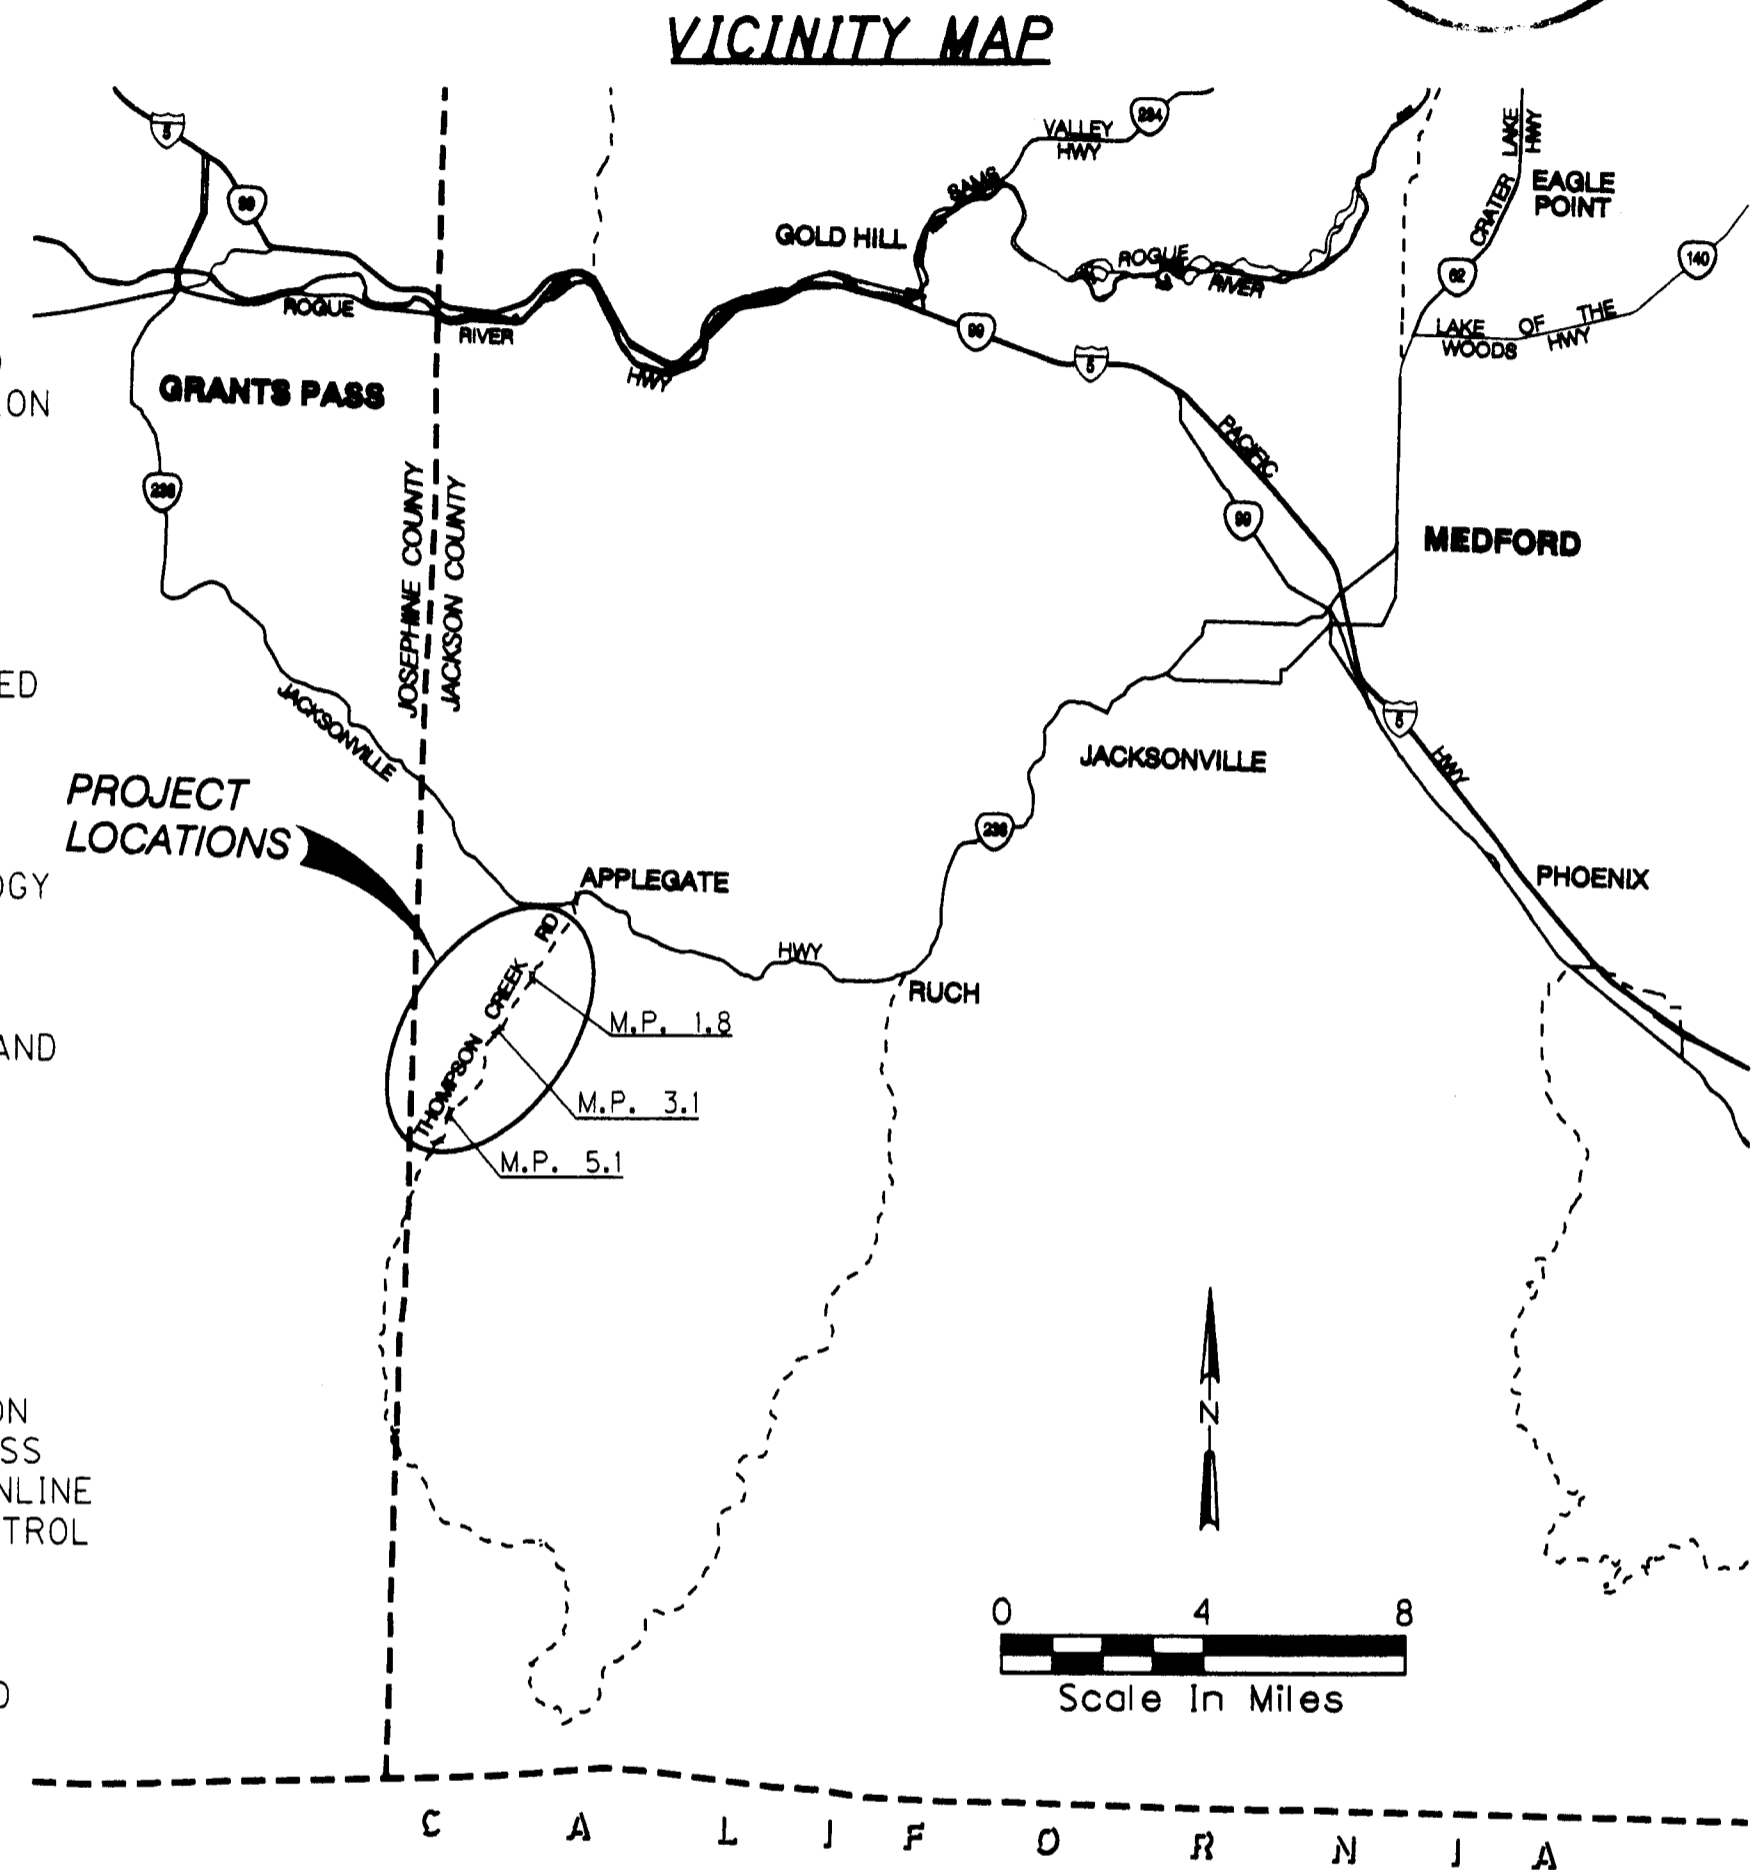 VICINITY MAP
5
99
VALLEY
HWY
234
SAMS
GOLD HILL
ROGUE
RIVER
CRATER LAKE
HWY
EAGLE
POINT
62
140
LAKE OF THE
WOODS HWY
ROGUE
RIVER
HWY
99
5
GRANTS PASS
ON
238
JOSEPHINE COUNTY
JACKSON COUNTY
PACIFIC
99
MEDFORD
ED
JACKSONVILLE
5
HWY
JACKSONVILLE
PROJECT
LOCATIONS
238
OGY
APPLEGATE
PHOENIX
THOMPSON CREEK RD
HWY
RUCH
M.P. 1.8
AND
M.P. 3.1
M.P. 5.1
N
ON
SS
NLINE
TROL
0 4 8
Scale In Miles
CALIFORNIA